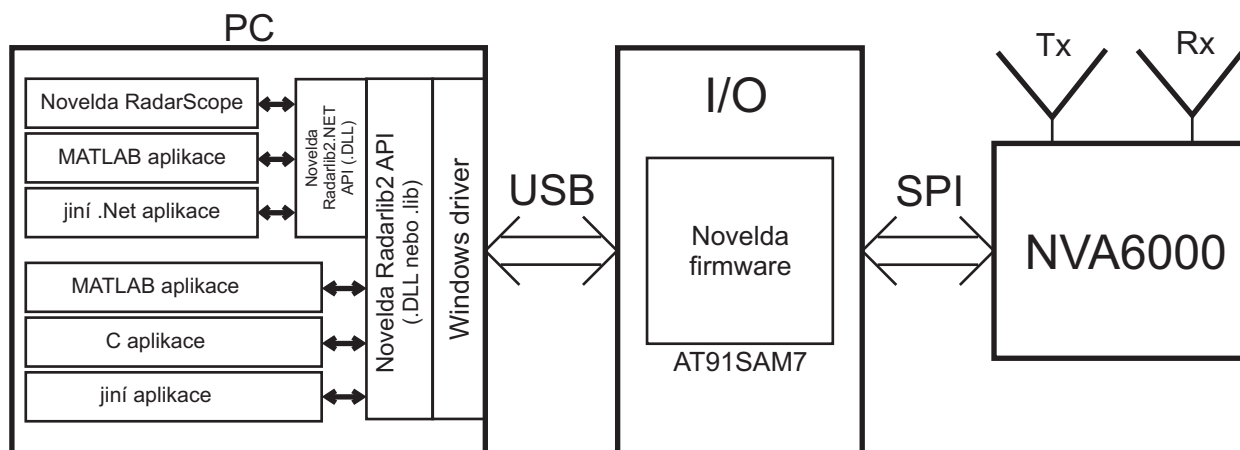 PC
Novelda RadarScope
MATLAB aplikace
jiní .Net aplikace
MATLAB aplikace
C aplikace
jiní aplikace
Novelda
Radarlib2.NET
API (.DLL)
Novelda Radarlib2 API
(.DLL nebo .lib)
Windows driver
USB
I/O
Novelda
firmware
AT91SAM7
SPI
Tx
Rx
NVA6000